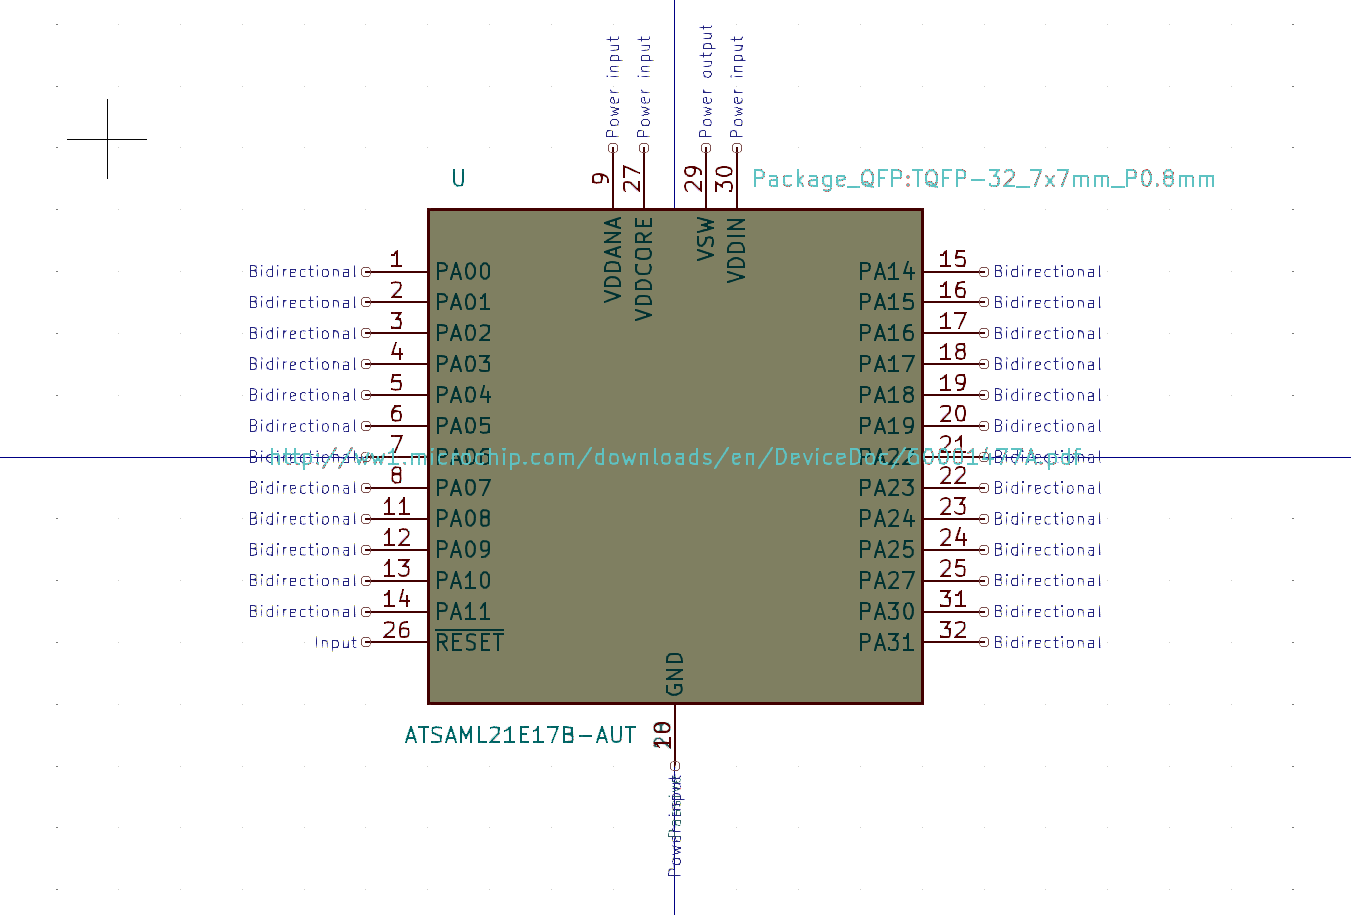 Power input
Power input
Power output
Power input
9
27
29
30
U
Package_QFP:TQFP-32_7x7mm_P0.8mm
VDDANA
VDDCORE
VSW
VDDIN
Bidirectional 1 PA00
Bidirectional 2 PA01
Bidirectional 3 PA02
Bidirectional 4 PA03
Bidirectional 5 PA04
Bidirectional 6 PA05
Bidirectional 7 PA06
Bidirectional 8 PA07
Bidirectional 11 PA08
Bidirectional 12 PA09
Bidirectional 13 PA10
Bidirectional 14 PA11
Input 26 RESET
http://ww1.microchip.com/downloads/en/DeviceDoc/60001477A.pdf
PA14 15 Bidirectional
PA15 16 Bidirectional
PA16 17 Bidirectional
PA17 18 Bidirectional
PA18 19 Bidirectional
PA19 20 Bidirectional
PA22 21 Bidirectional
PA23 22 Bidirectional
PA24 23 Bidirectional
PA25 24 Bidirectional
PA27 25 Bidirectional
PA30 31 Bidirectional
PA31 32 Bidirectional
GND
ATSAML21E17B-AUT
10
Power input